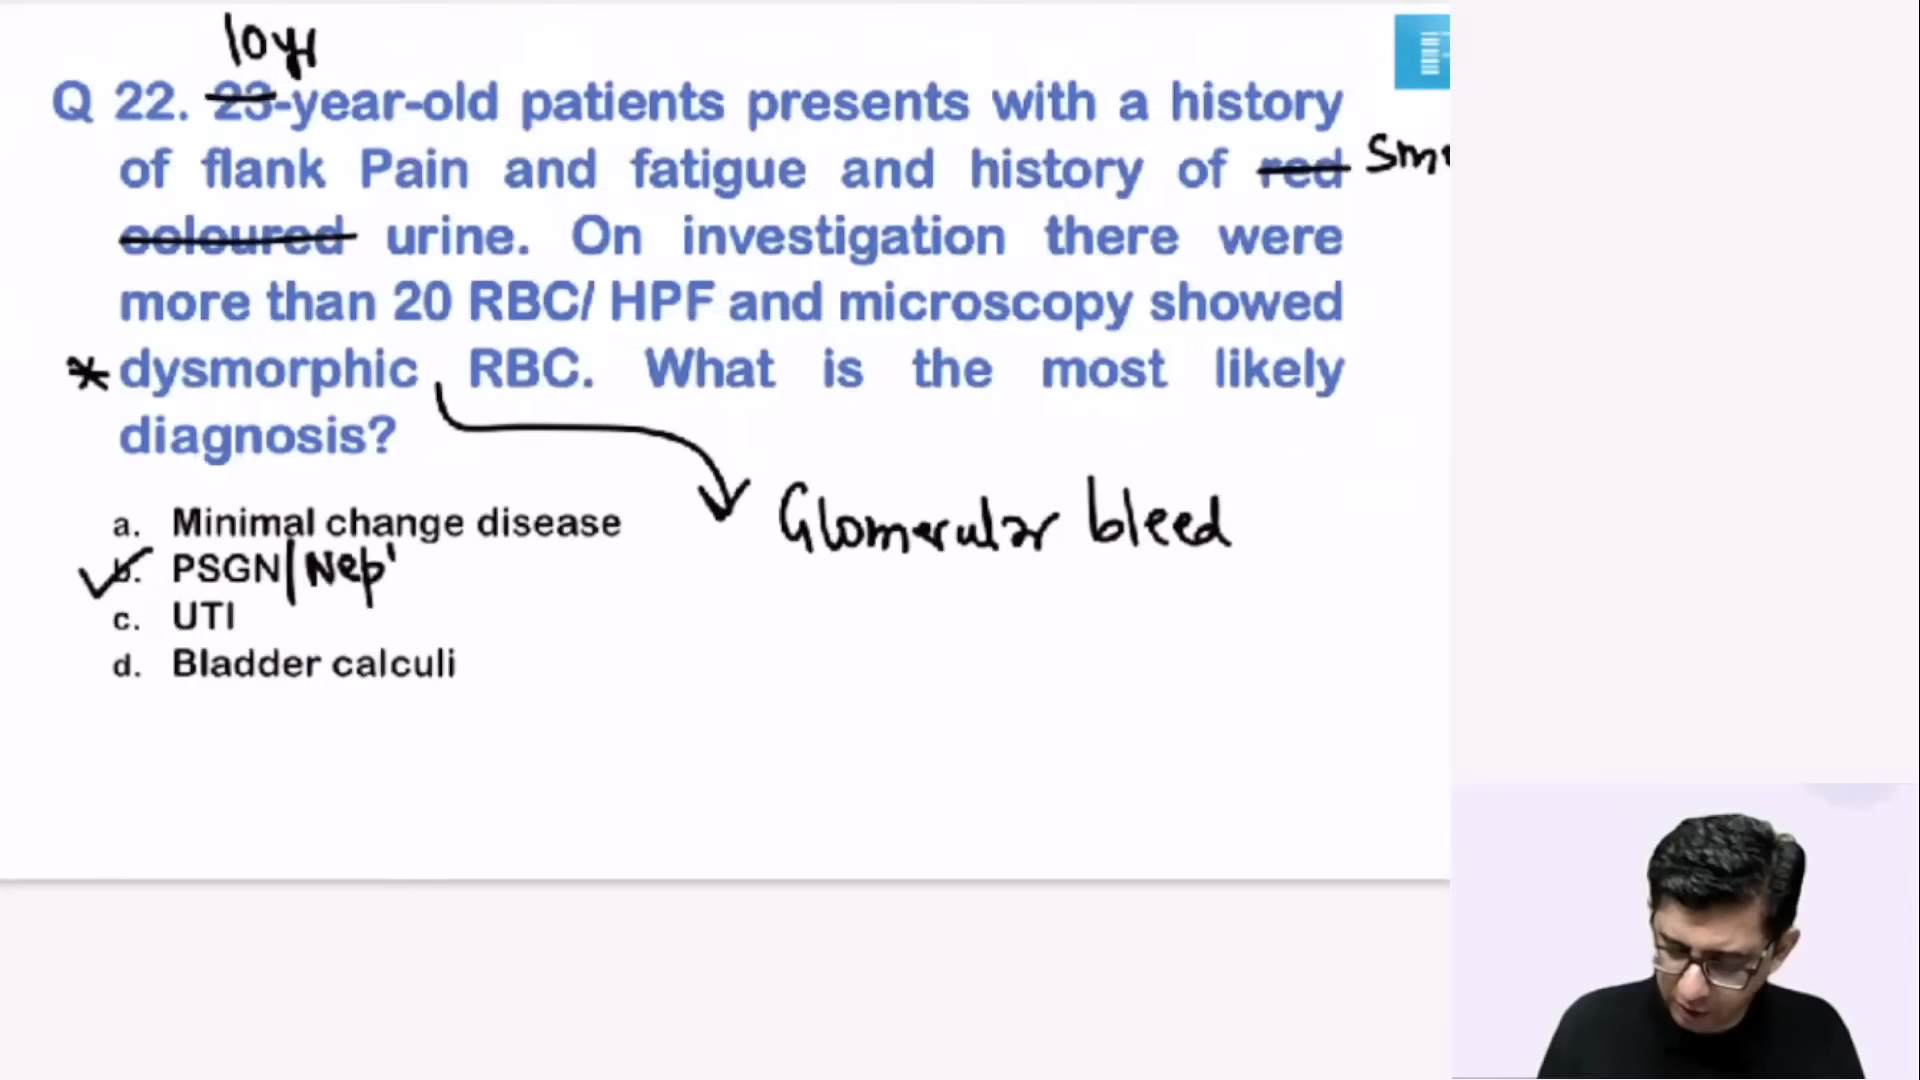 10yr
Q 22. 23-year-old patients presents with a history
of flank Pain and fatigue and history of red
coloured urine. On investigation there were
more than 20 RBC/ HPF and microscopy showed
*dysmorphic RBC. What is the most likely
diagnosis?
Glomerular bleed
a. Minimal change disease
b. PSGN/Nep'
c. UTI
d. Bladder calculi